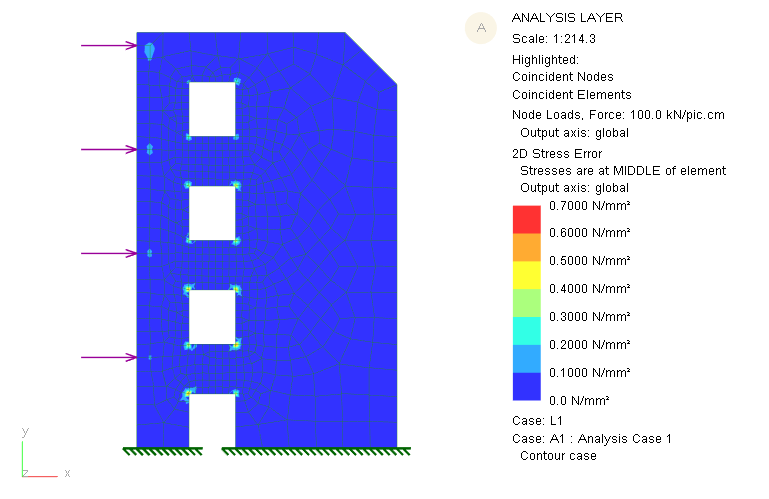 A
ANALYSIS LAYER
Scale: 1:214.3
Highlighted:
Coincident Nodes
Coincident Elements
Node Loads, Force: 100.0 kN/pic.cm
Output axis: global
2D Stress Error
Stresses are at MIDDLE of element
Output axis: global
0.7000 N/mm²
0.6000 N/mm²
0.5000 N/mm²
0.4000 N/mm²
0.3000 N/mm²
0.2000 N/mm²
0.1000 N/mm²
0.0 N/mm²
Case: L1
Case: A1 : Analysis Case 1
Contour case
y
z x